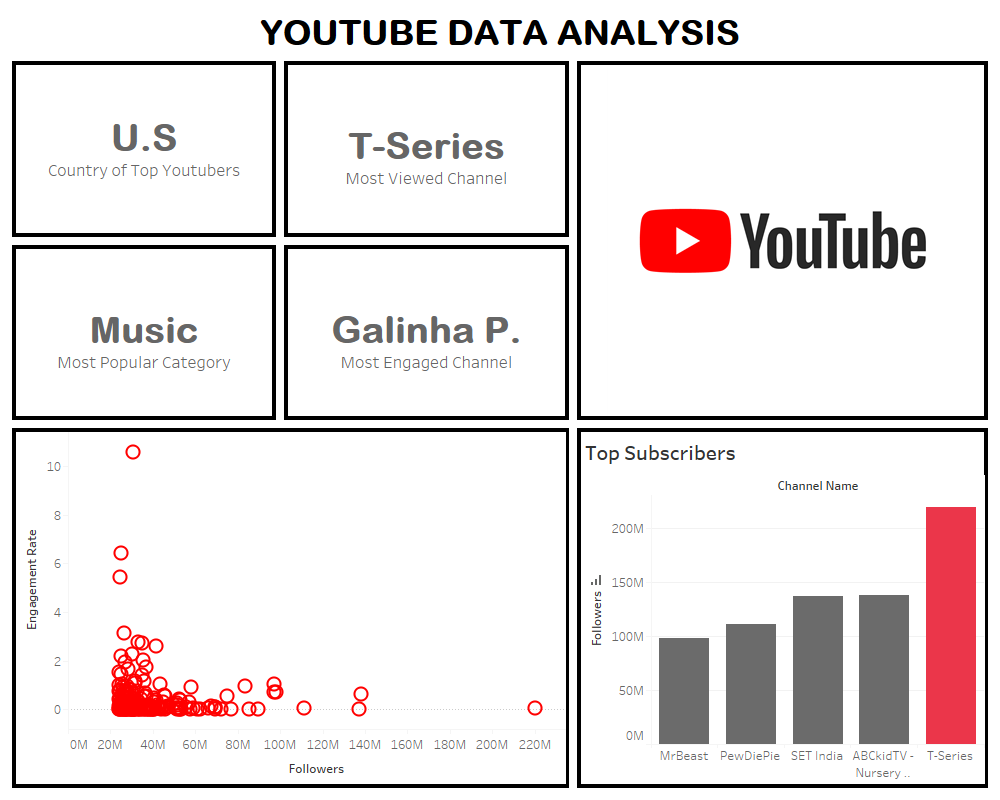 YOUTUBE DATA ANALYSIS
U.S
Country of Top Youtubers
T-Series
Most Viewed Channel
YouTube
Music
Most Popular Category
Galinha P.
Most Engaged Channel
Engagement Rate
10
8
6
4
2
0
0M 20M 40M 60M 80M 100M 120M 140M 160M 180M 200M 220M
Followers
Top Subscribers
Channel Name
Followers
200M
150M
100M
50M
0M
MrBeast PewDiePie SET India ABCkidTV - T-Series
Nursery ..